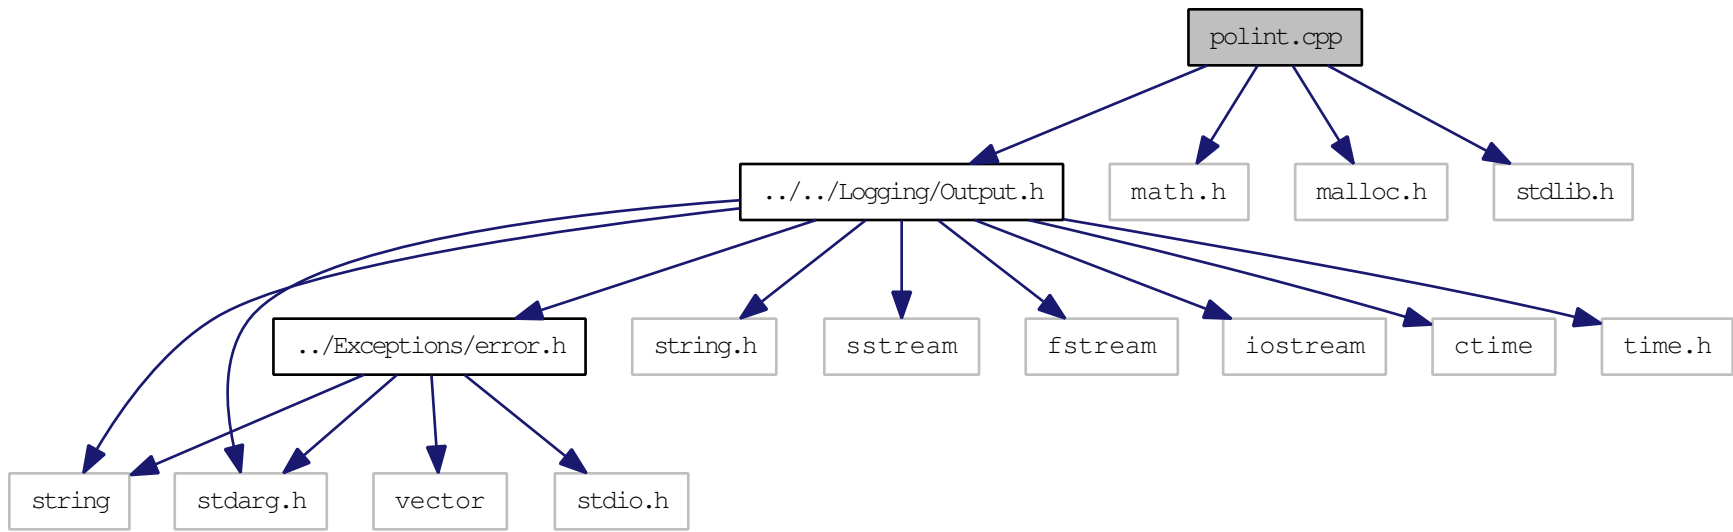 polint.cpp
../../Logging/Output.h
math.h
malloc.h
stdlib.h
../Exceptions/error.h
string.h
sstream
fstream
iostream
ctime
time.h
string
stdarg.h
vector
stdio.h